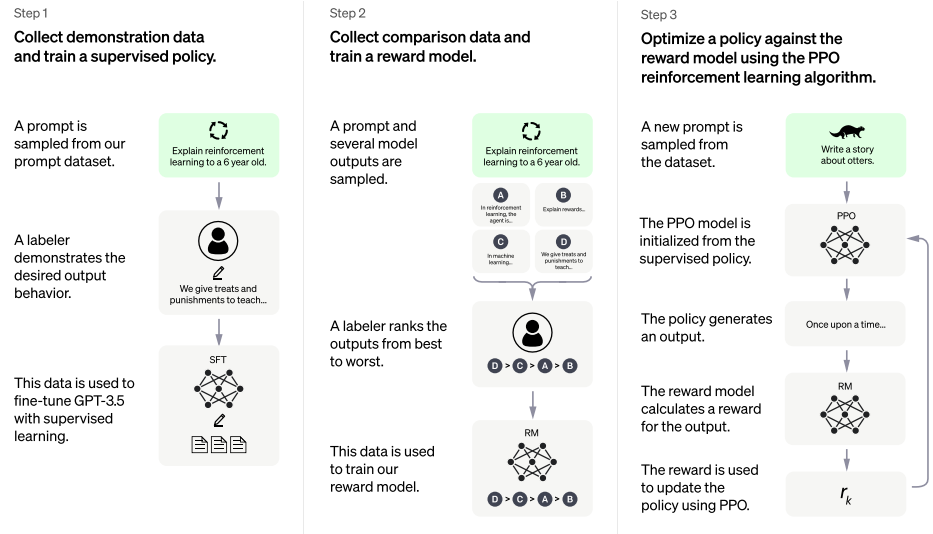 Step 1
Collect demonstration data
and train a supervised policy.
A prompt is
sampled from our
prompt dataset.
Explain reinforcement
learning to a 6 year old.
A labeler
demonstrates the
desired output
behavior.
We give treats and
punishments to teach...
This data is used to
fine-tune GPT-3.5
with supervised
learning.
SFT
Step 2
Collect comparison data and
train a reward model.
A prompt and
several model
outputs are
sampled.
Explain reinforcement
learning to a 6 year old.
A
In reinforcement
learning, the
agent is...
B
Explain rewards...
C
In machine
learning...
D
We give treats and
punishments to
teach...
A labeler ranks the
outputs from best
to worst.
D > C > A > B
This data is used
to train our
reward model.
RM
D > C > A > B
Step 3
Optimize a policy against the
reward model using the PPO
reinforcement learning algorithm.
A new prompt is
sampled from
the dataset.
Write a story
about otters.
The PPO model is
initialized from the
supervised policy.
PPO
The policy generates
an output.
Once upon a time...
The reward model
calculates a reward
for the output.
RM
The reward is used
to update the
policy using PPO.
rk